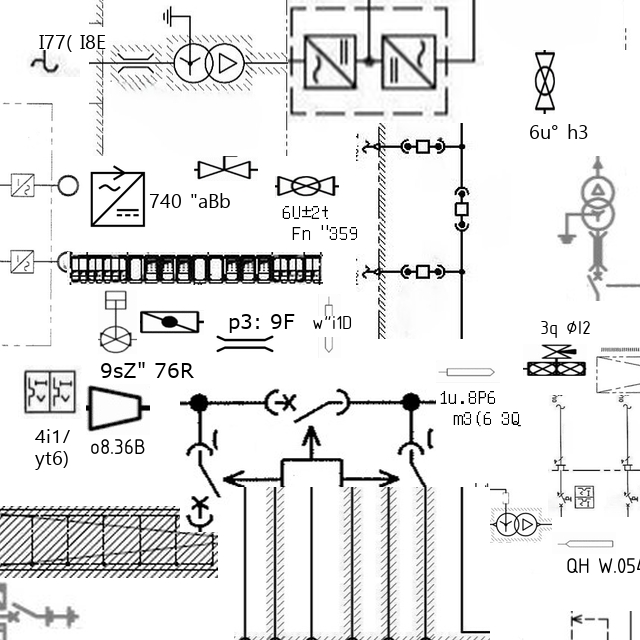 I77( I8E
6u° h3
740 "aBb
6U±2t
Fn "359
p3: 9F
w"i1D
3q Ø12
9sZ" 76R
1u.8P6
m3(6 3Q
4i1/
yt6)
o8.36B
QH W.054